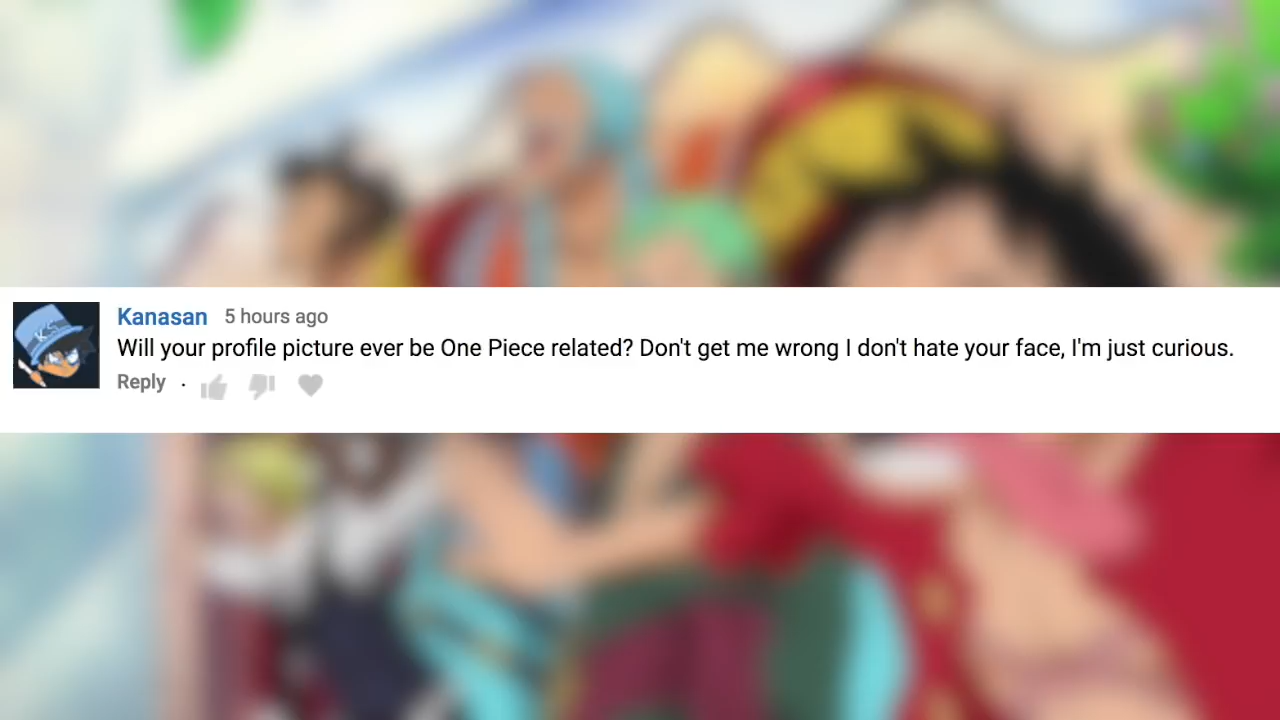 Kanasan 5 hours ago
Will your profile picture ever be One Piece related? Don't get me wrong I don't hate your face, I'm just curious.
Reply ·
KS